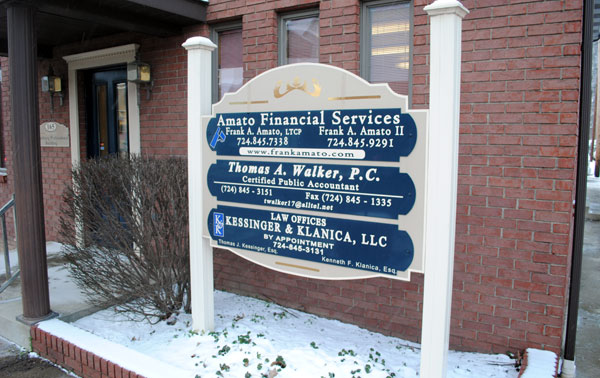 Amato Financial Services
Frank A. Amato, LTCP Frank A. Amato II
724.845.7338 724.845.9291
www.frankamato.com
Thomas A. Walker, P.C.
Certified Public Accountant
(724) 845 - 3151 Fax (724) 845 - 1335
twalker17@alltel.net
LAW OFFICES
KESSINGER & KLANICA, LLC
BY APPOINTMENT
724-845-3131
Thomas J. Kessinger, Esq.
Kenneth F. Klanica, Esq.
Building